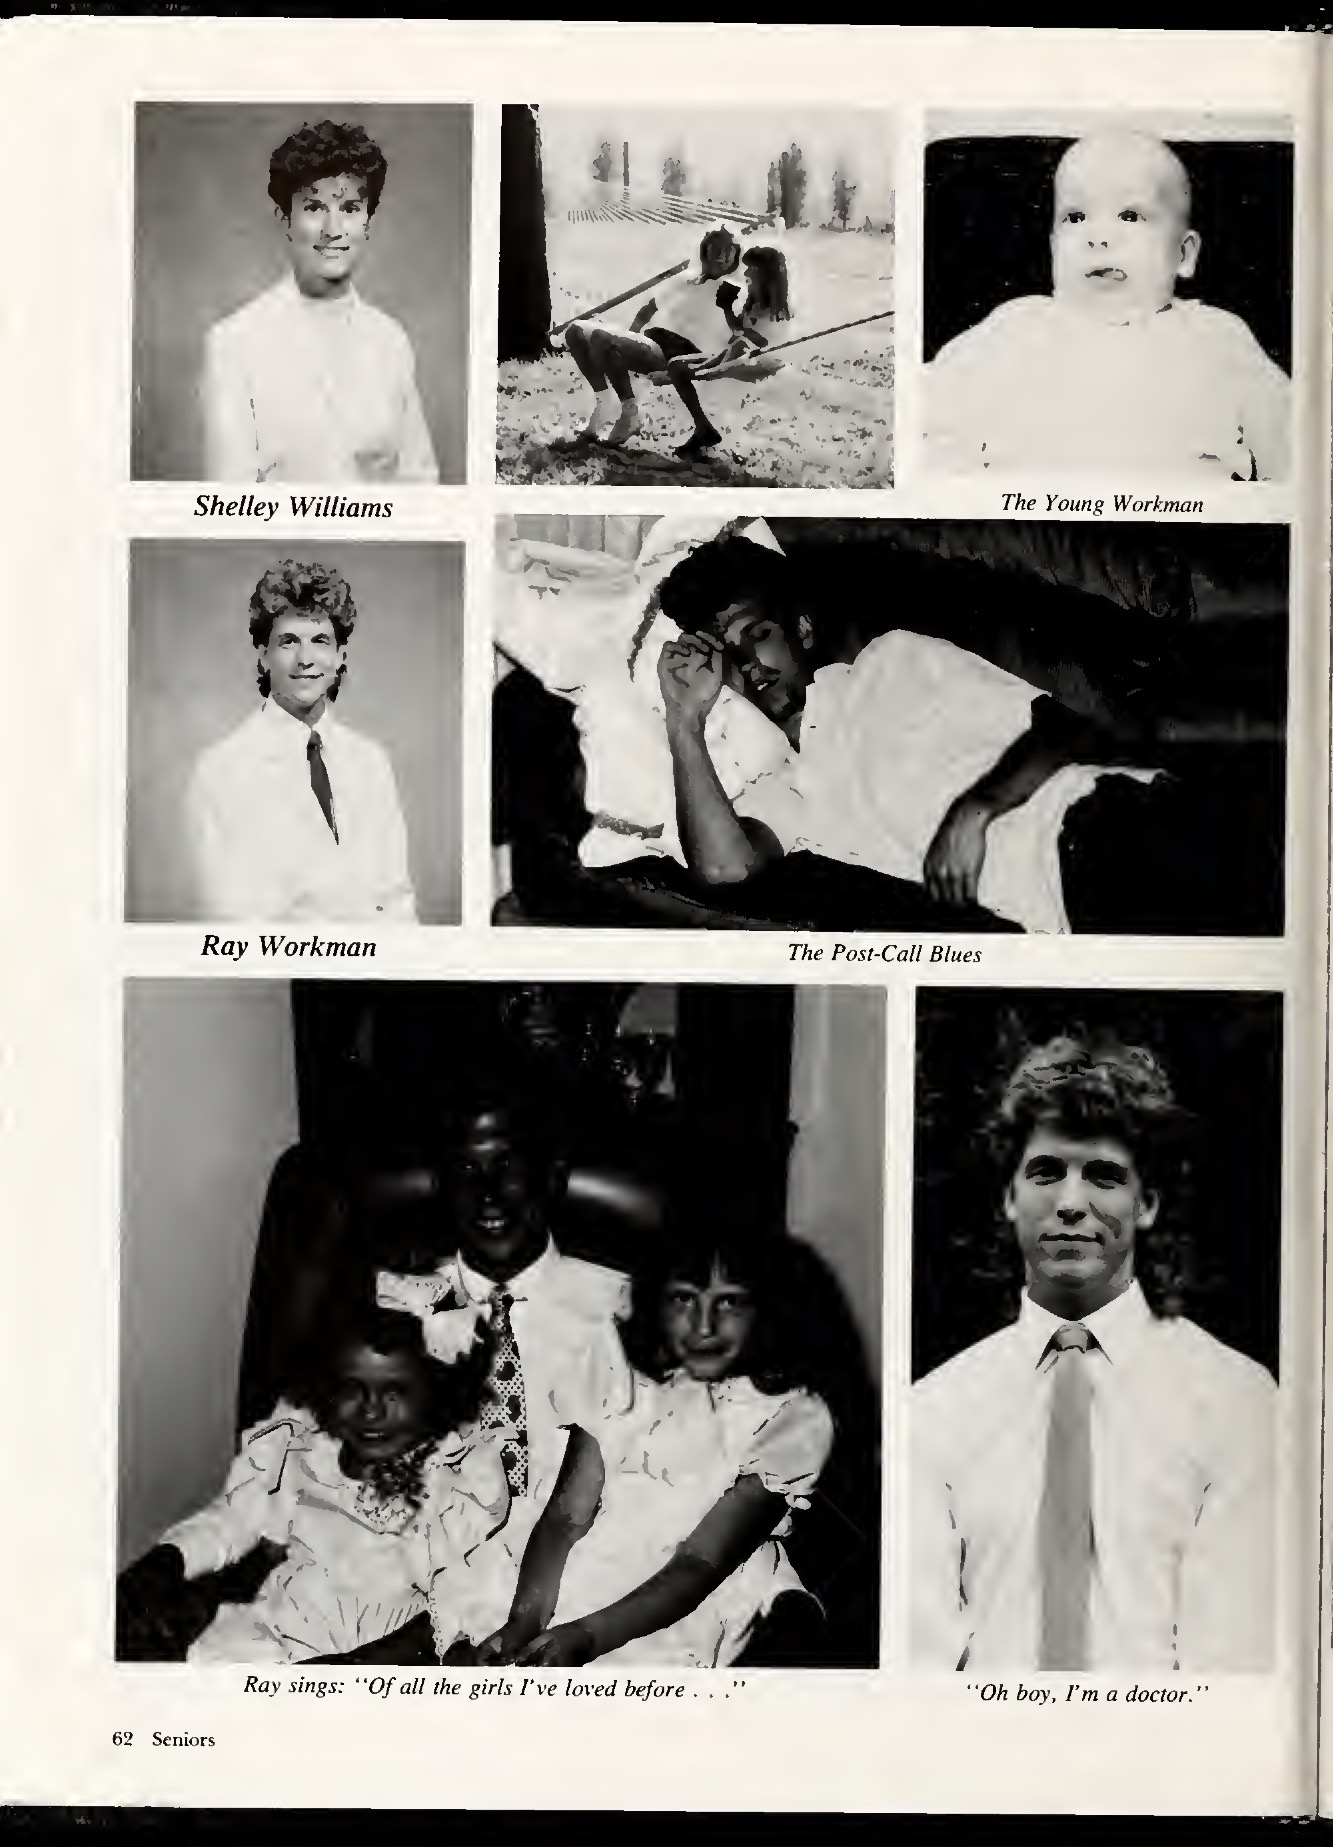 Shelley Williams
The Young Workman
Ray Workman
The Post-Call Blues
Ray sings: "Of all the girls I've loved before . . ."
"Oh boy, I'm a doctor."
62 Seniors